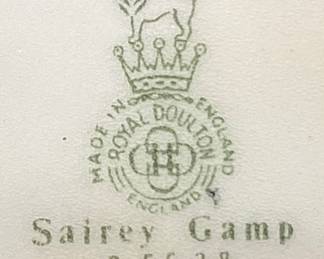 MADE IN ENGLAND
ROYAL DOULTON
ENGLAND
Sairey Gamp